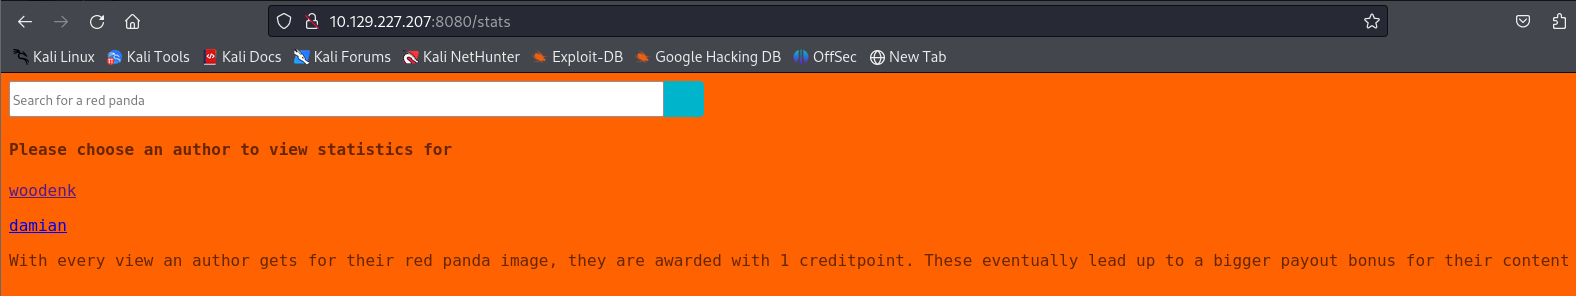 10.129.227.207:8080/stats
Kali Linux Kali Tools Kali Docs Kali Forums Kali NetHunter Exploit-DB Google Hacking DB OffSec New Tab
Search for a red panda
Please choose an author to view statistics for
woodenk
damian
With every view an author gets for their red panda image, they are awarded with 1 creditpoint. These eventually lead up to a bigger payout bonus for their content